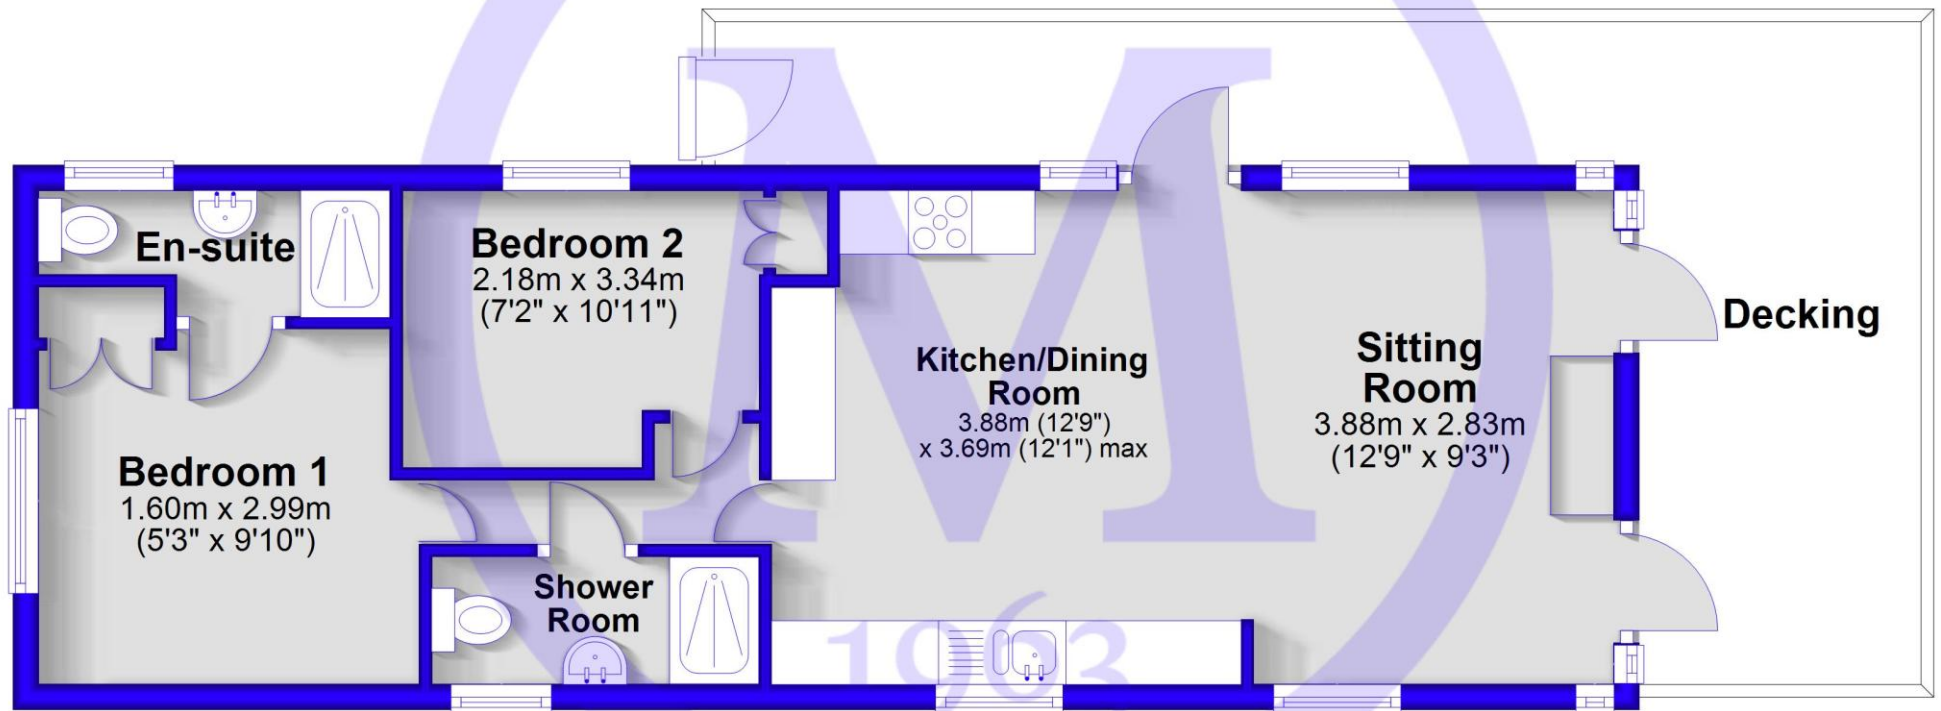 En-suite
Bedroom 2
2.18m x 3.34m
(7'2" x 10'11")
Decking
Kitchen/Dining
Room
3.88m (12'9")
x 3.69m (12'1") max
Sitting
Room
3.88m x 2.83m
(12'9" x 9'3")
Bedroom 1
1.60m x 2.99m
(5'3" x 9'10")
Shower
Room
M
1963